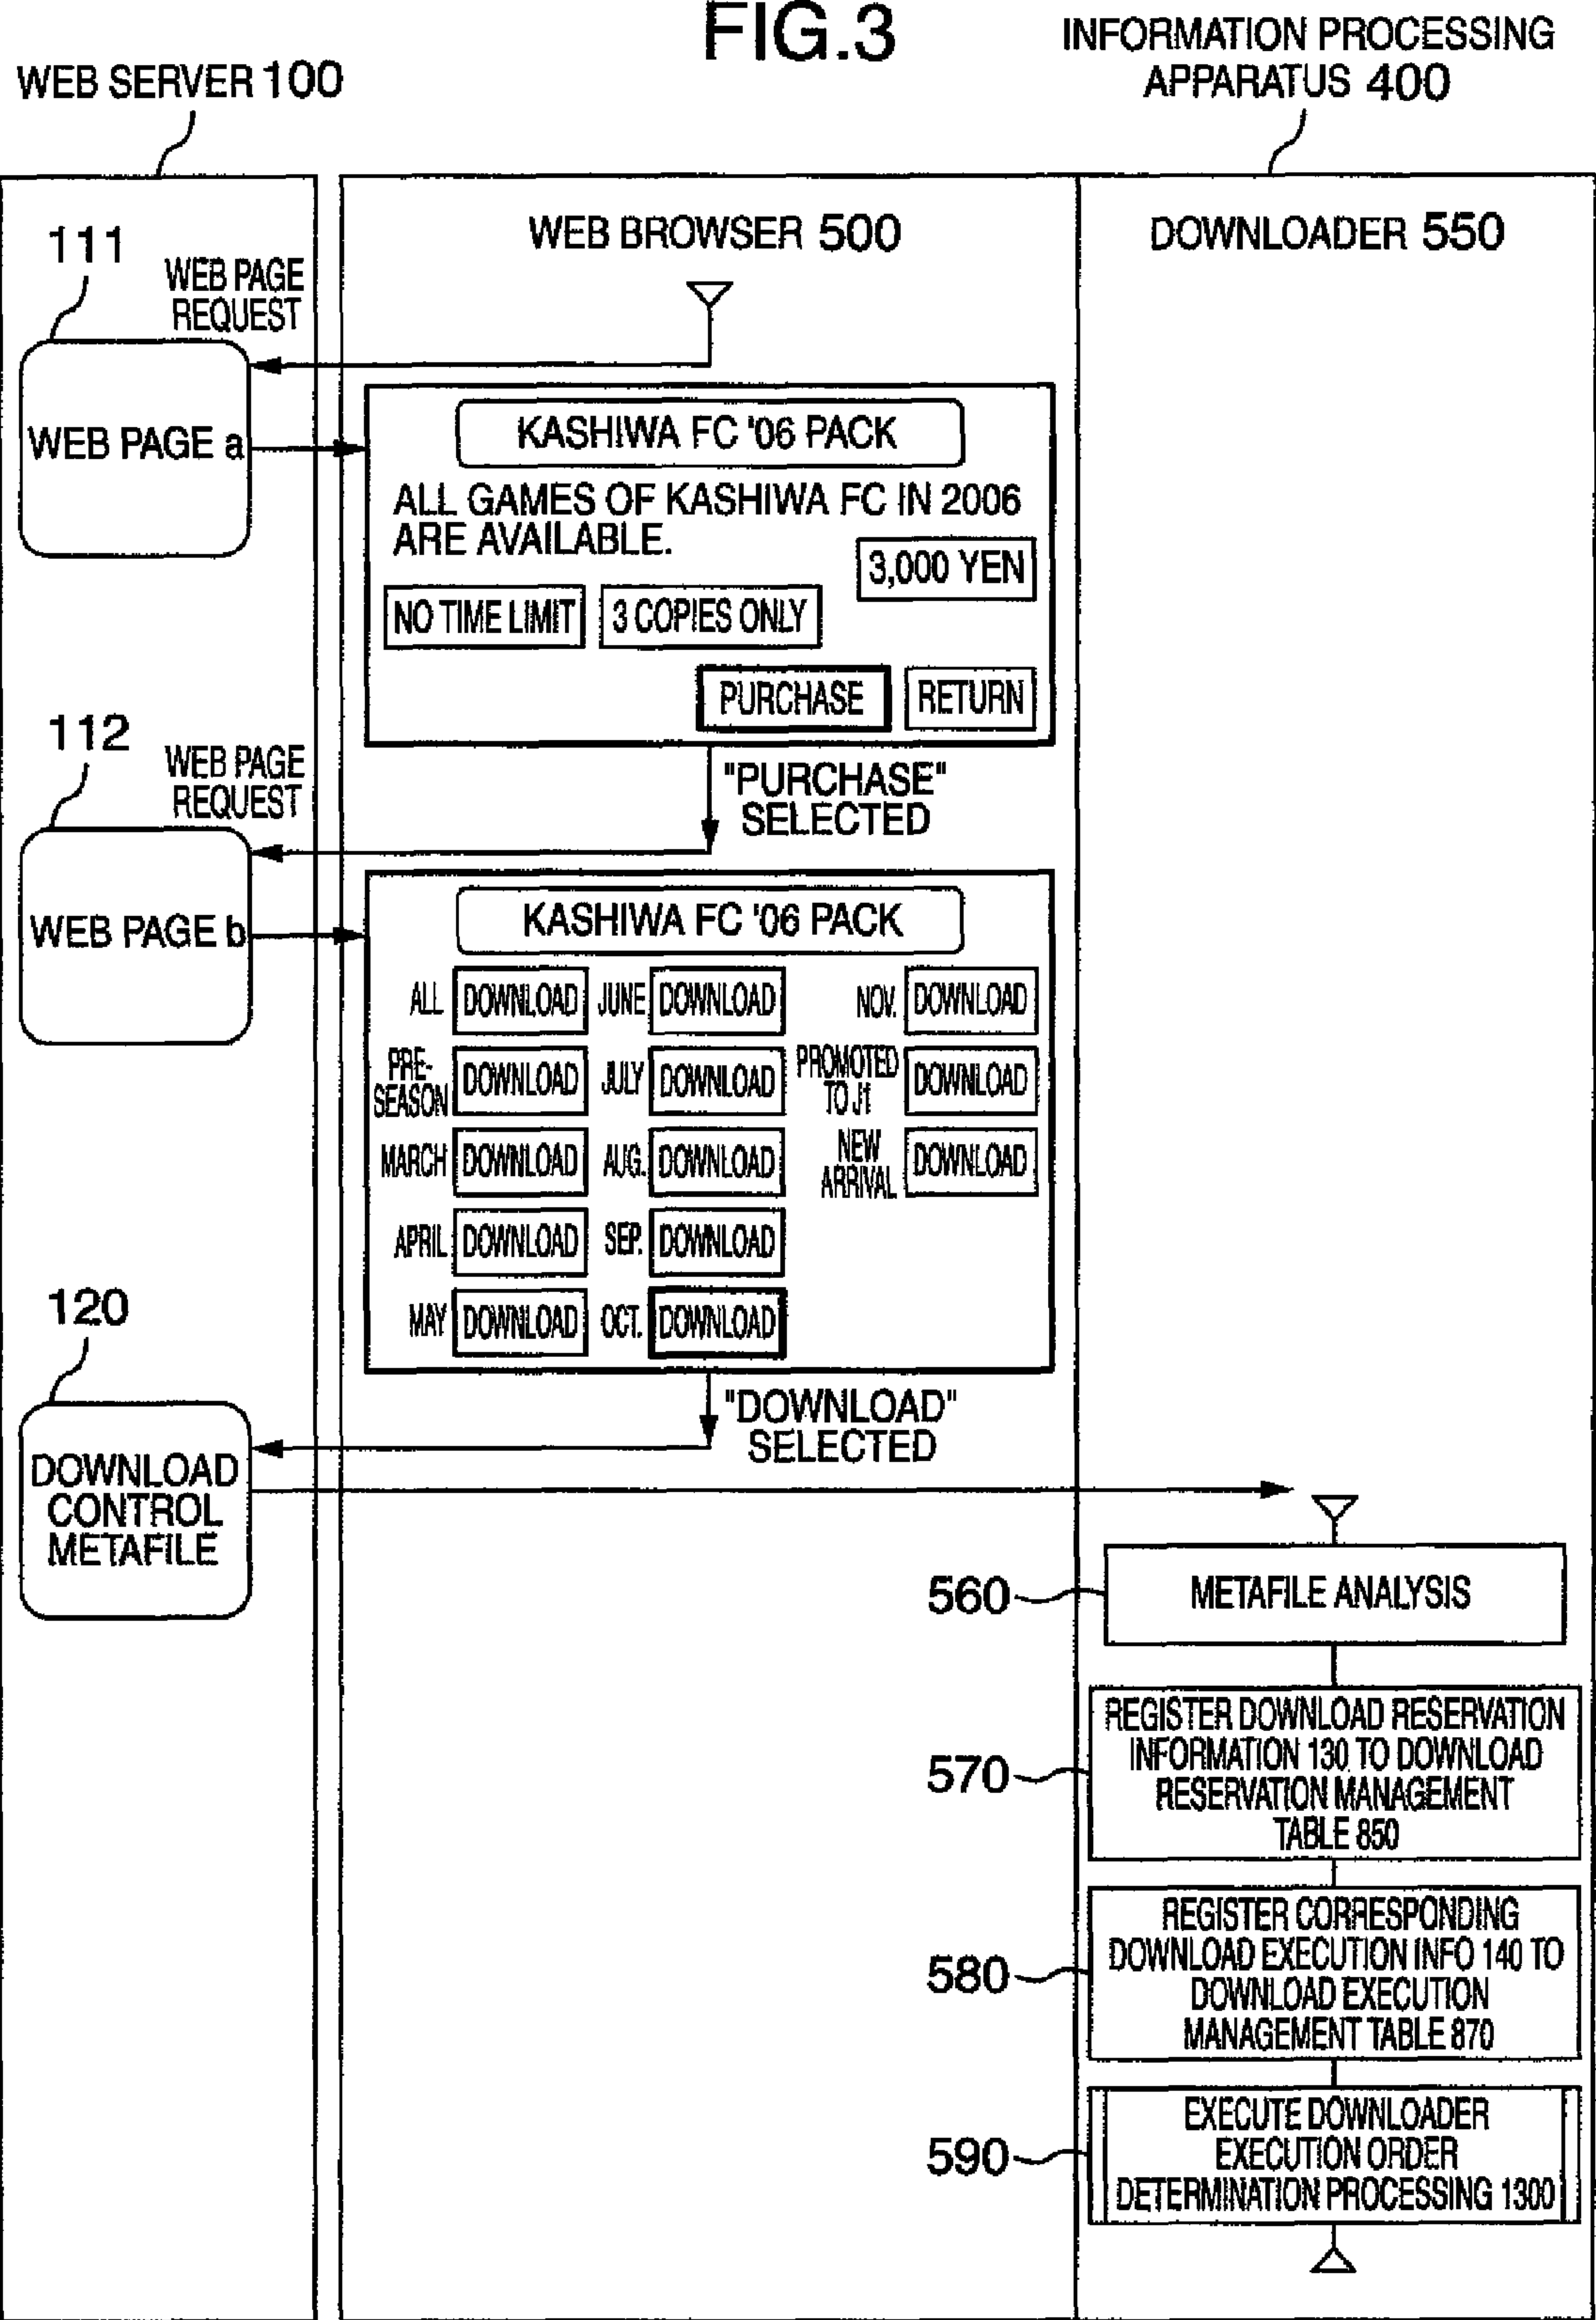 FIG.3
WEB SERVER 100
INFORMATION PROCESSING
APPARATUS 400
WEB BROWSER 500
DOWNLOADER 550
111
WEB PAGE
REQUEST
WEB PAGE a
KASHIWA FC '06 PACK
ALL GAMES OF KASHIWA FC IN 2006
ARE AVAILABLE.
3,000 YEN
NO TIME LIMIT
3 COPIES ONLY
PURCHASE
RETURN
"PURCHASE"
SELECTED
112
WEB PAGE
REQUEST
WEB PAGE b
KASHIWA FC '06 PACK
ALL DOWNLOAD JUNE DOWNLOAD NOV. DOWNLOAD
PRE-
SEASON DOWNLOAD JULY DOWNLOAD PROMOTED
TO J1 DOWNLOAD
MARCH DOWNLOAD AUG. DOWNLOAD NEW
ARRIVAL DOWNLOAD
APRIL DOWNLOAD SEP. DOWNLOAD
MAY DOWNLOAD OCT. DOWNLOAD
"DOWNLOAD"
SELECTED
120
DOWNLOAD
CONTROL
METAFILE
560
METAFILE ANALYSIS
570
REGISTER DOWNLOAD RESERVATION
INFORMATION 130 TO DOWNLOAD
RESERVATION MANAGEMENT
TABLE 850
580
REGISTER CORRESPONDING
DOWNLOAD EXECUTION INFO 140 TO
DOWNLOAD EXECUTION
MANAGEMENT TABLE 870
590
EXECUTE DOWNLOADER
EXECUTION ORDER
DETERMINATION PROCESSING 1300